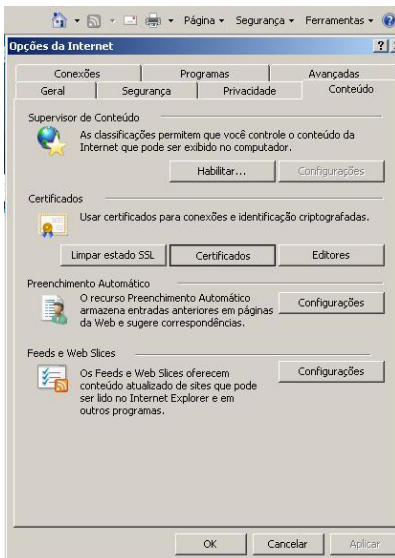 Página Segurança Ferramentas
Opções da Internet
Conexões Programas Avançadas
Geral Segurança Privacidade Conteúdo
Supervisor de Conteúdo
As classificações permitem que você controle o conteúdo da
Internet que pode ser exibido no computador.
Habilitar... Configurações
Certificados
Usar certificados para conexões e identificação criptografadas.
Limpar estado SSL Certificados Editores
Preenchimento Automático
O recurso Preenchimento Automático
armazena entradas anteriores em páginas
da Web e sugere correspondências.
Configurações
Feeds e Web Slices
Os Feeds e Web Slices oferecem
conteúdo atualizado de sites que pode
ser lido no Internet Explorer e em
outros programas.
Configurações
OK Cancelar Aplicar